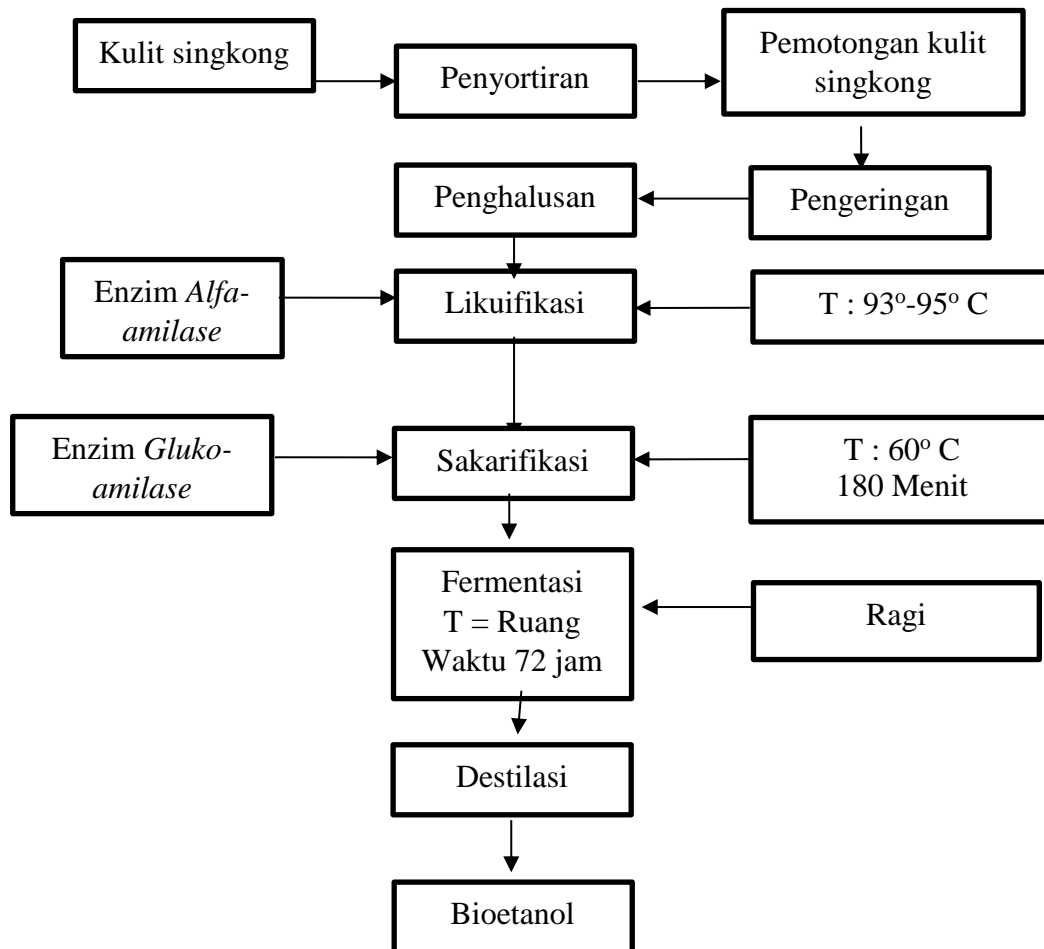 Kulit singkong
Penyortiran
Pemotongan kulit
singkong
Penghalusan
Pengeringan
Enzim Alfa-
amilase
Likuifikasi
T : 93º-95º C
Enzim Gluko-
amilase
Sakarifikasi
T : 60º C
180 Menit
Fermentasi
T = Ruang
Waktu 72 jam
Ragi
Destilasi
Bioetanol